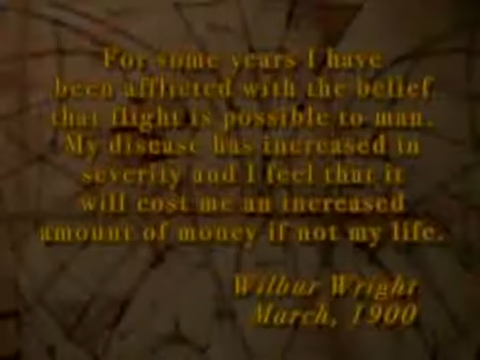 For some years I have
been afflicted with the belief
that flight is possible to man.
My disease has increased in
severity and I feel that it
will cost me an increased
amount of money if not my life.
Wilbur Wright
March, 1900